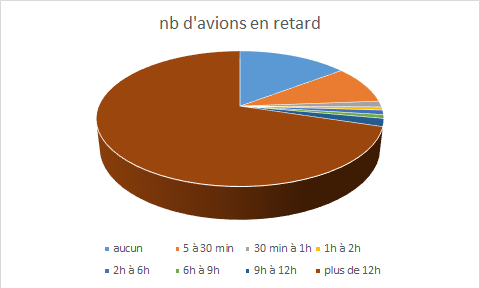 nb d'avions en retard
aucun 5 à 30 min 30 min à 1h 1h à 2h
2h à 6h 6h à 9h 9h à 12h plus de 12h